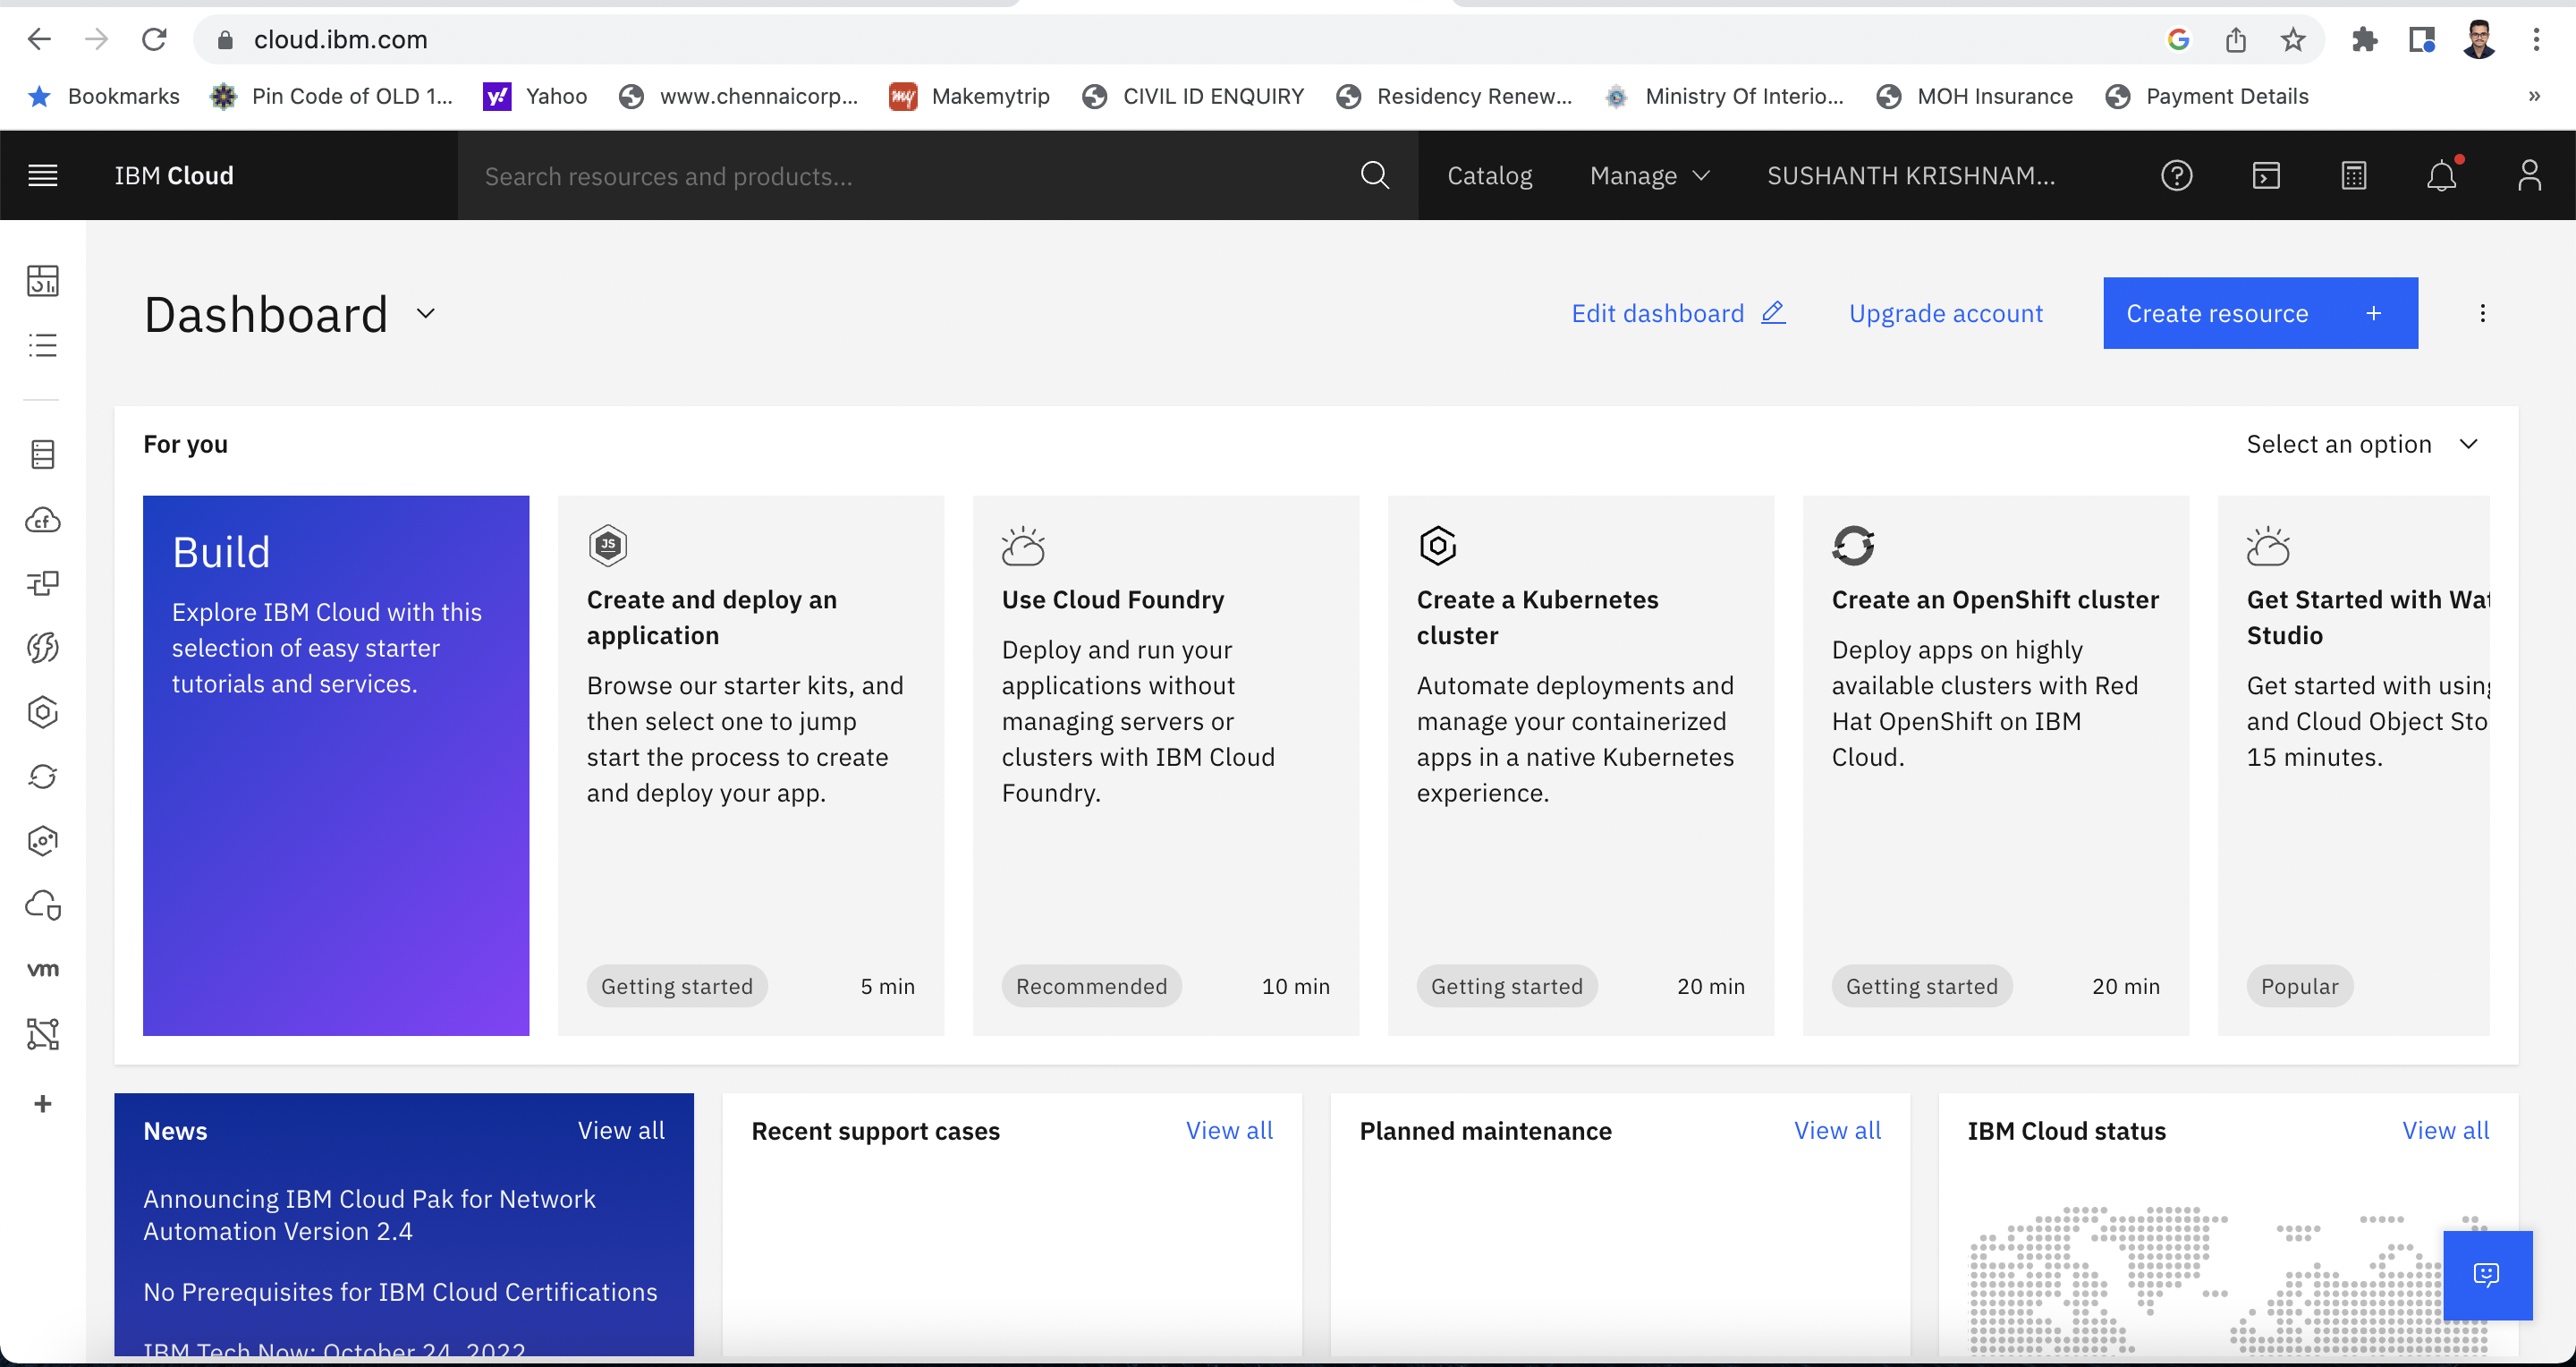 cloud.ibm.com
Bookmarks
Pin Code of OLD 1...
Yahoo
www.chennaicorp...
Makemytrip
CIVIL ID ENQUIRY
Residency Renew...
Ministry Of Interio...
MOH Insurance
Payment Details
»
IBM Cloud
Search resources and products...
Catalog
Manage
SUSHANTH KRISHNAM...
Dashboard
Edit dashboard
Upgrade account
Create resource +
For you
Select an option
Build
Explore IBM Cloud with this
selection of easy starter
tutorials and services.
JS
Create and deploy an
application
Browse our starter kits, and
then select one to jump
start the process to create
and deploy your app.
Getting started
5 min
Use Cloud Foundry
Deploy and run your
applications without
managing servers or
clusters with IBM Cloud
Foundry.
Recommended
10 min
Create a Kubernetes
cluster
Automate deployments and
manage your containerized
apps in a native Kubernetes
experience.
Getting started
20 min
Create an OpenShift cluster
Deploy apps on highly
available clusters with Red
Hat OpenShift on IBM
Cloud.
Getting started
20 min
Get Started with Wat
Studio
Get started with using
and Cloud Object Sto
15 minutes.
Popular
cf
vm
News
View all
Announcing IBM Cloud Pak for Network
Automation Version 2.4
No Prerequisites for IBM Cloud Certifications
IBM Tech Now: October 24, 2022
Recent support cases
View all
Planned maintenance
View all
IBM Cloud status
View all